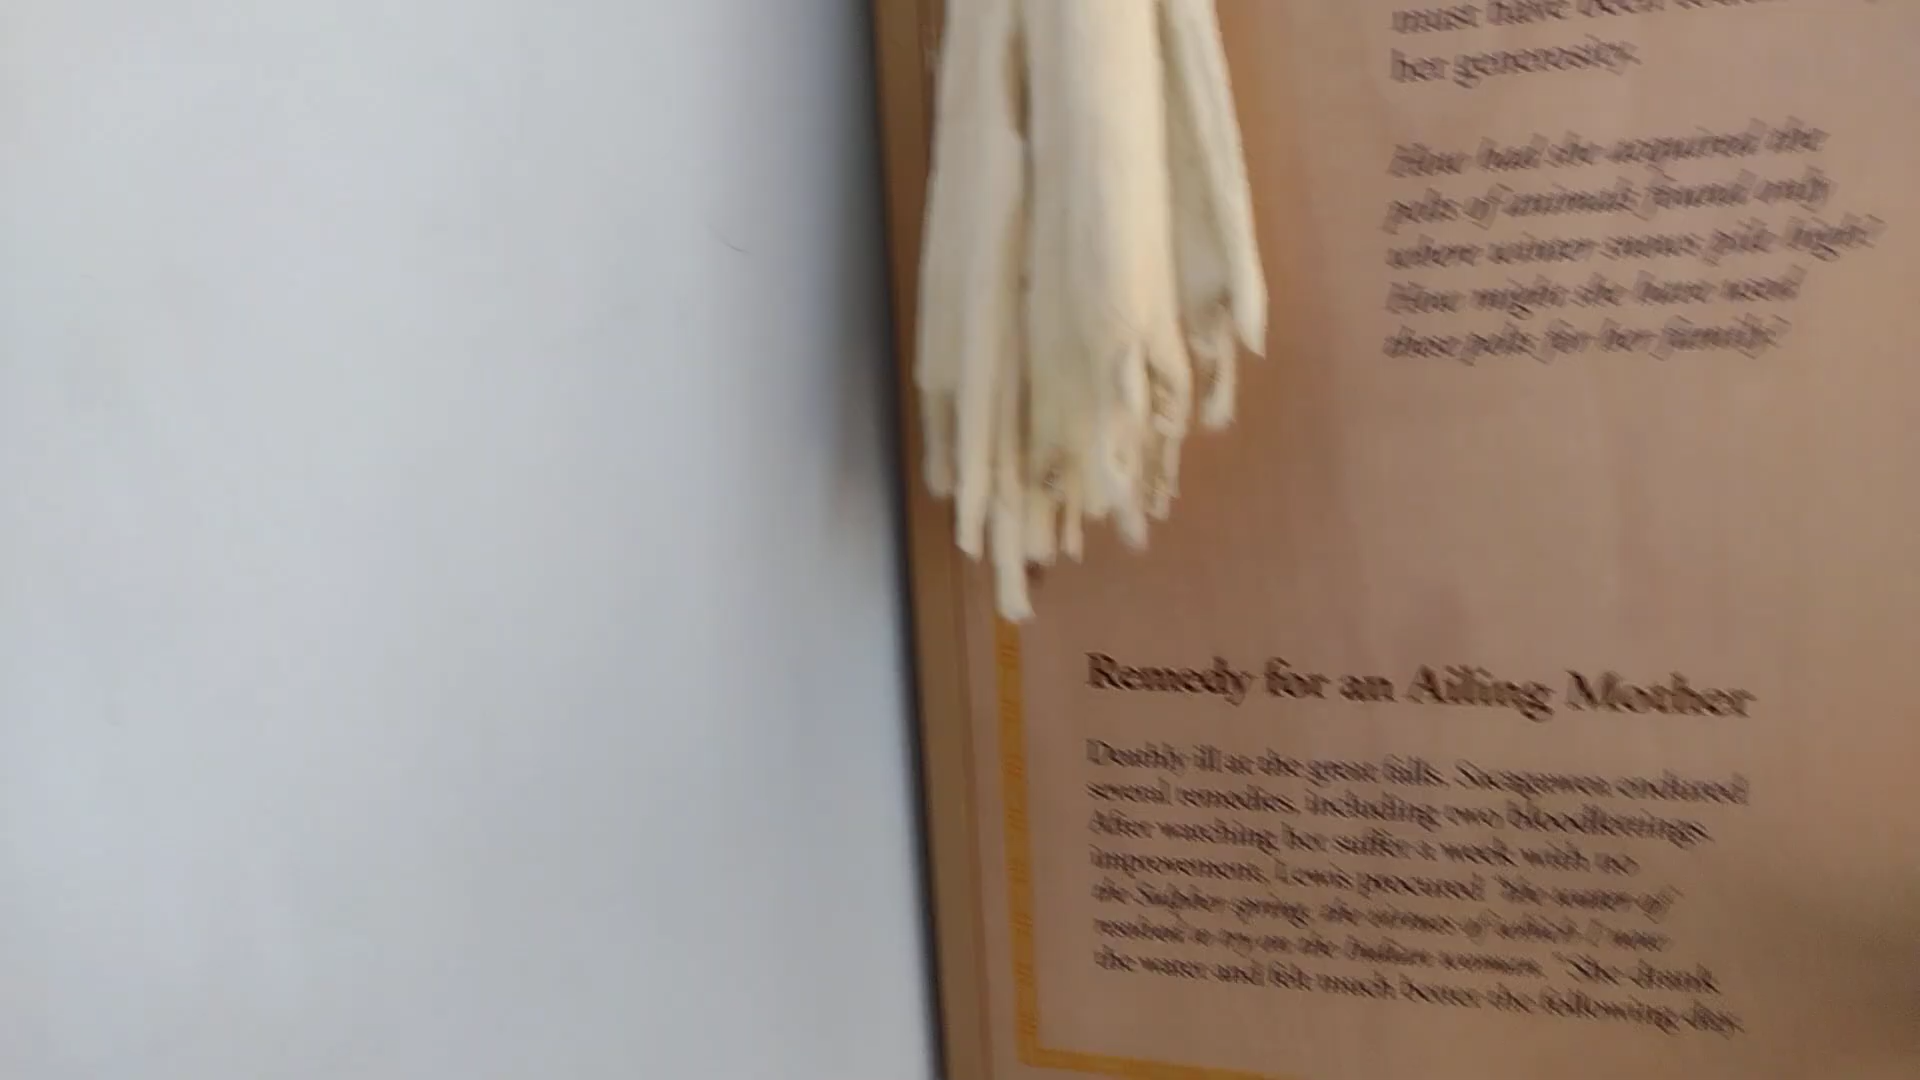 must have been
her generosity.
How had she acquired the
pelts of animals found only
where winter snows pile high?
How might she have used
these pelts for her family?
Remedy for an Ailing Mother
Deathly ill at the great falls, Sacagawea endured
several remedies, including two bloodlettings.
After watching her suffer a week with no
improvement, Lewis procured "the water of
the Sulpher spring, the virtues of which I now
resolved to try on the Indian woman." She drank
the water and felt much better the following day.